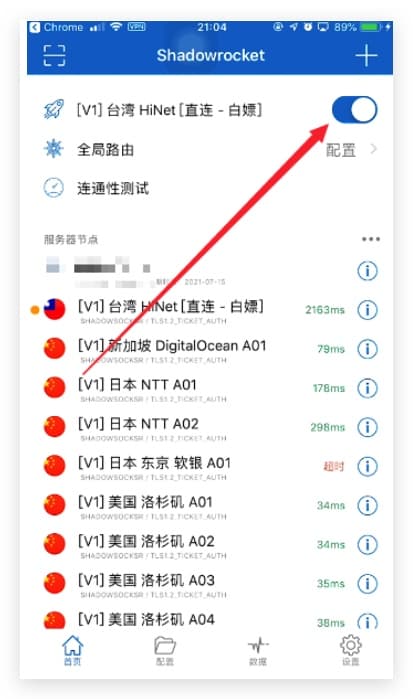 Chrome VPN 21:04 89%
Shadowrocket
[V1] 台湾 HiNet [直连 - 白嫖]
全局路由 配置
连通性测试
服务器节点
2021-07-15
[V1] 台湾 HiNet [直连 - 白嫖] 2163ms
SHADOWSOCKSR / TLS1.2_TICKET_AUTH
[V1] 新加坡 DigitalOcean A01 79ms
SHADOWSOCKSR / TLS1.2_TICKET_AUTH
[V1] 日本 NTT A01 178ms
SHADOWSOCKSR / TLS1.2_TICKET_AUTH
[V1] 日本 NTT A02 298ms
SHADOWSOCKSR / TLS1.2_TICKET_AUTH
[V1] 日本 东京 软银 A01 超时
SHADOWSOCKSR / TLS1.2_TICKET_AUTH
[V1] 美国 洛杉矶 A01 34ms
SHADOWSOCKSR / TLS1.2_TICKET_AUTH
[V1] 美国 洛杉矶 A02 34ms
SHADOWSOCKSR / TLS1.2_TICKET_AUTH
[V1] 美国 洛杉矶 A03 35ms
SHADOWSOCKSR / TLS1.2_TICKET_AUTH
[V1] 美国 洛杉矶 A04 38ms
首页 配置 数据 设置